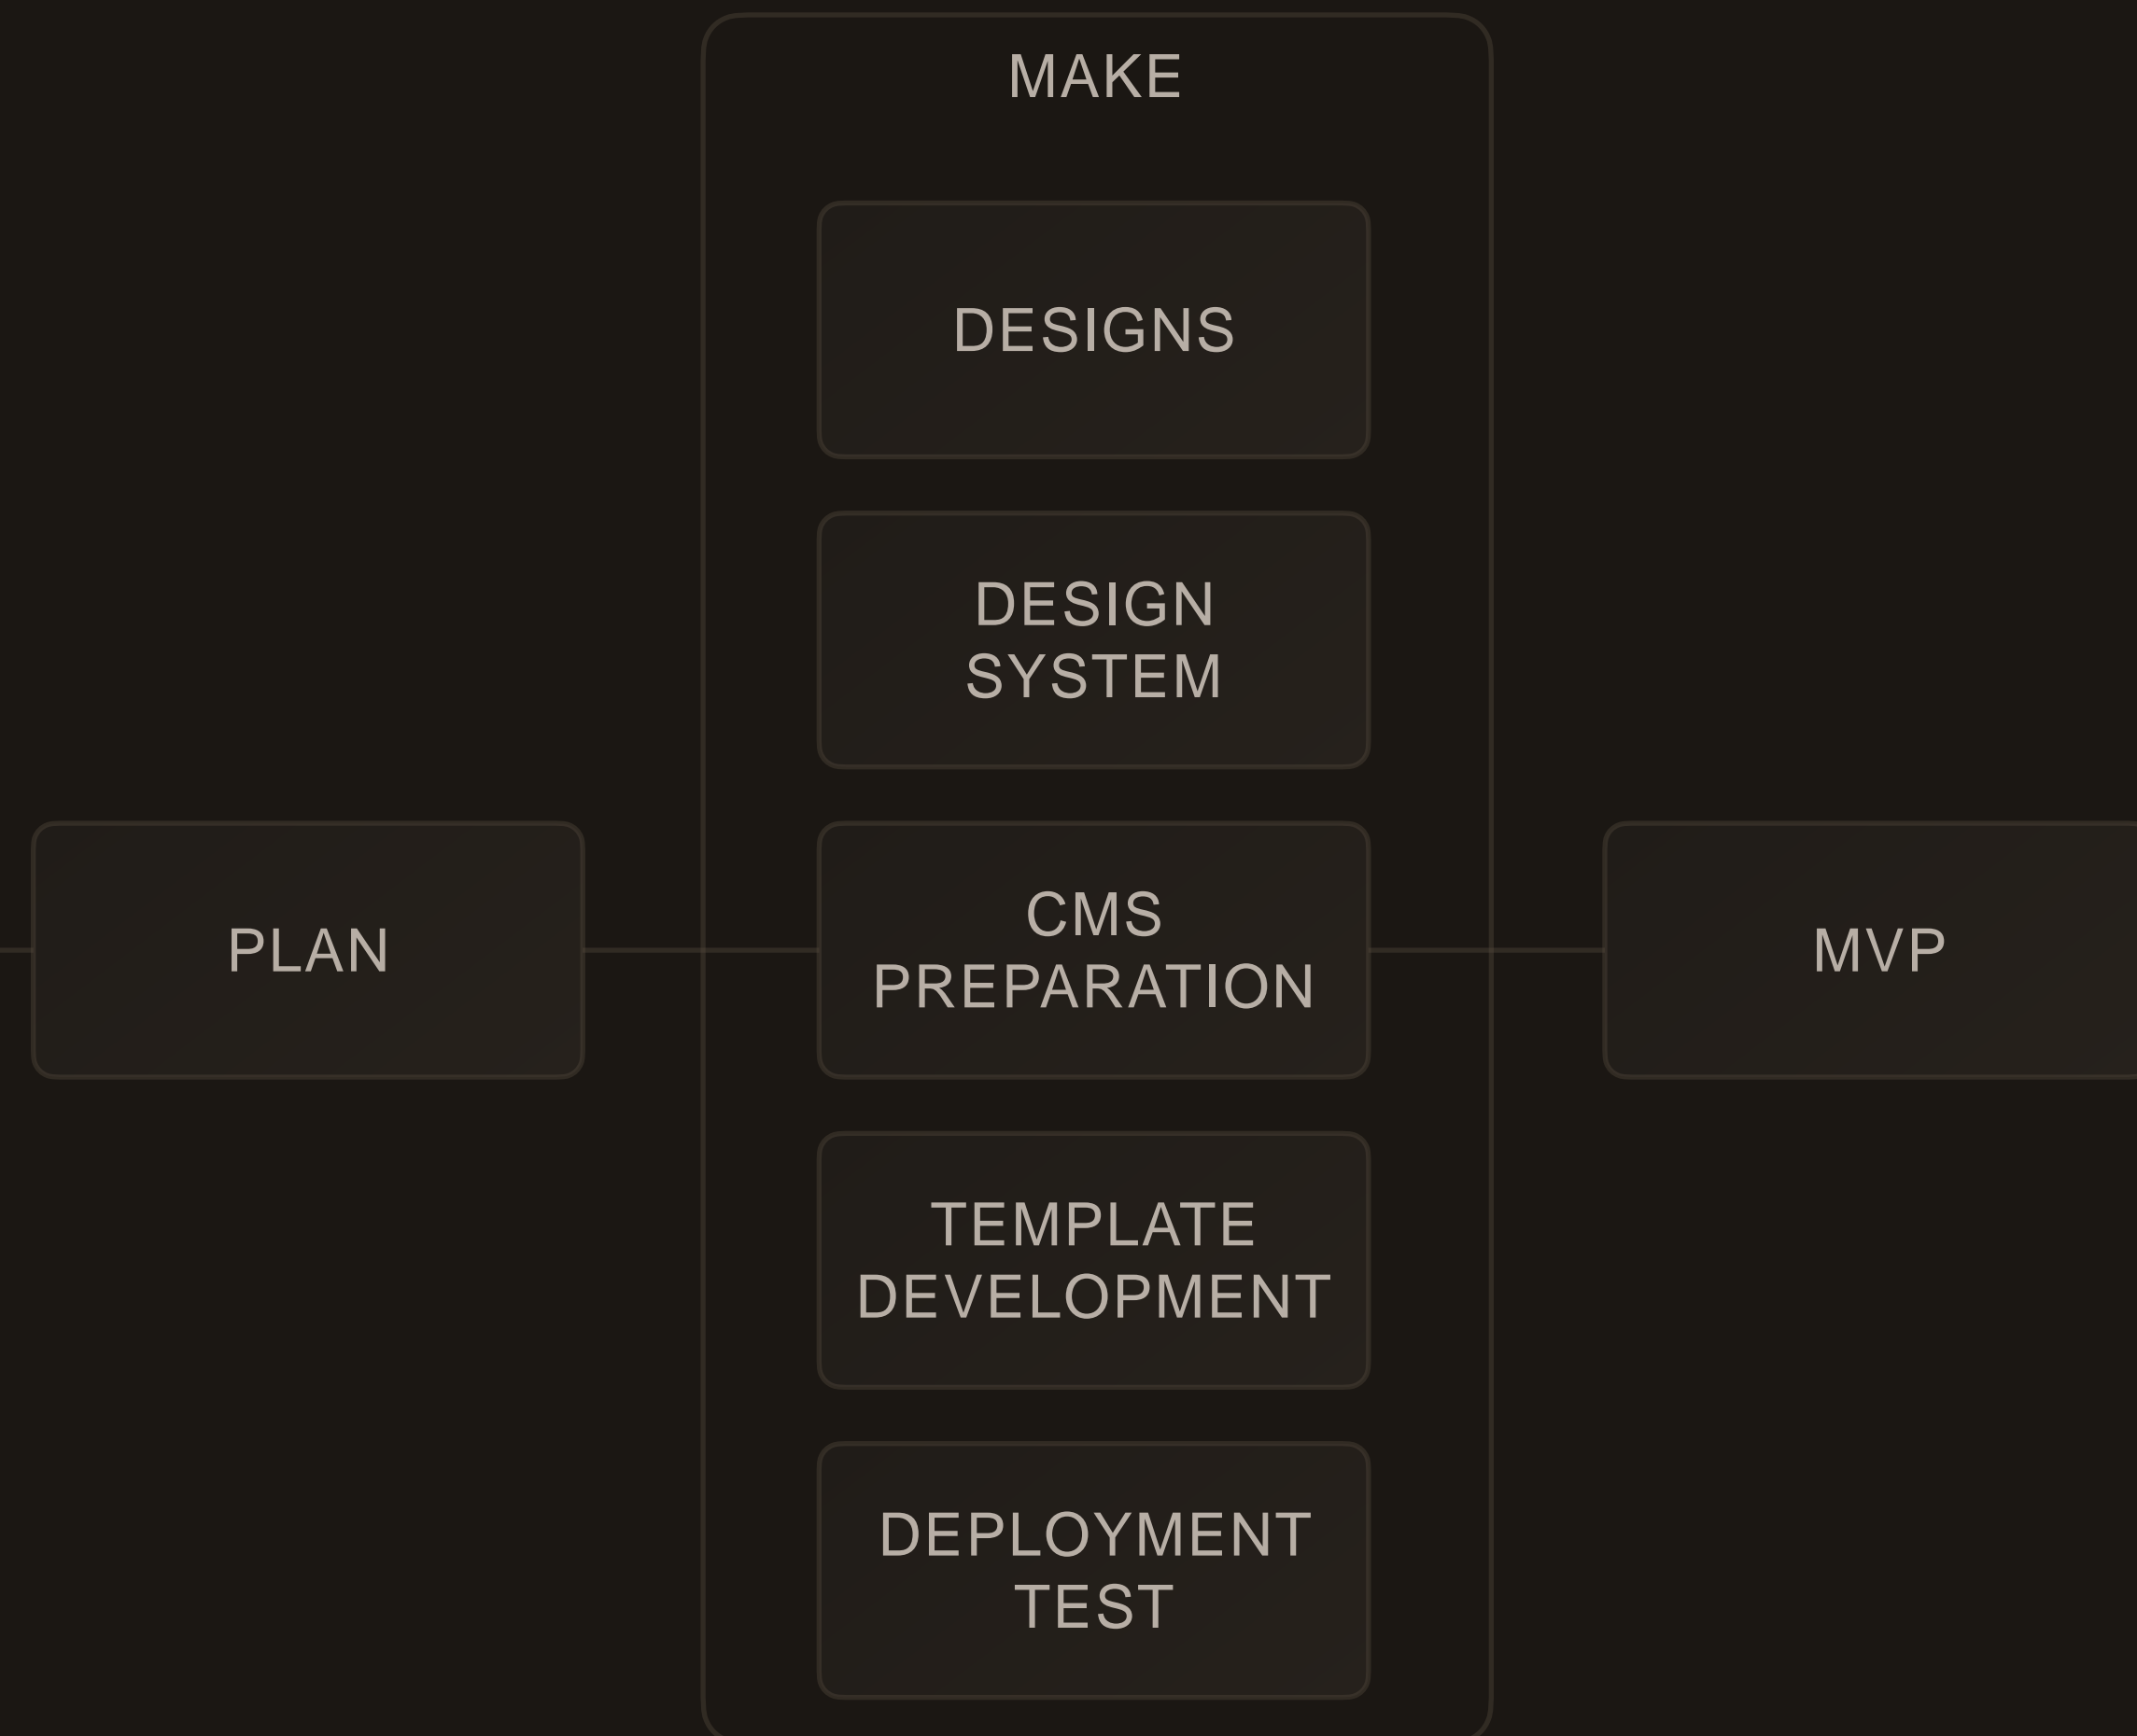 MAKE
DESIGNS
DESIGN
SYSTEM
PLAN
CMS
PREPARATION
MVP
TEMPLATE
DEVELOPMENT
DEPLOYMENT
TEST